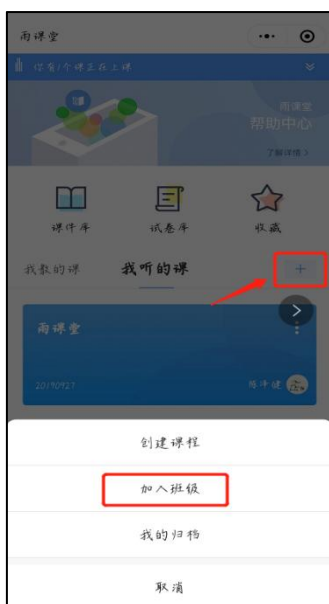 雨课堂
你有1个课正在上课
雨课堂
帮助中心
了解详情 >
课件库
试卷库
收藏
我教的课
我听的课
+
雨课堂
20190927
创建课程
加入班级
我的归档
取消